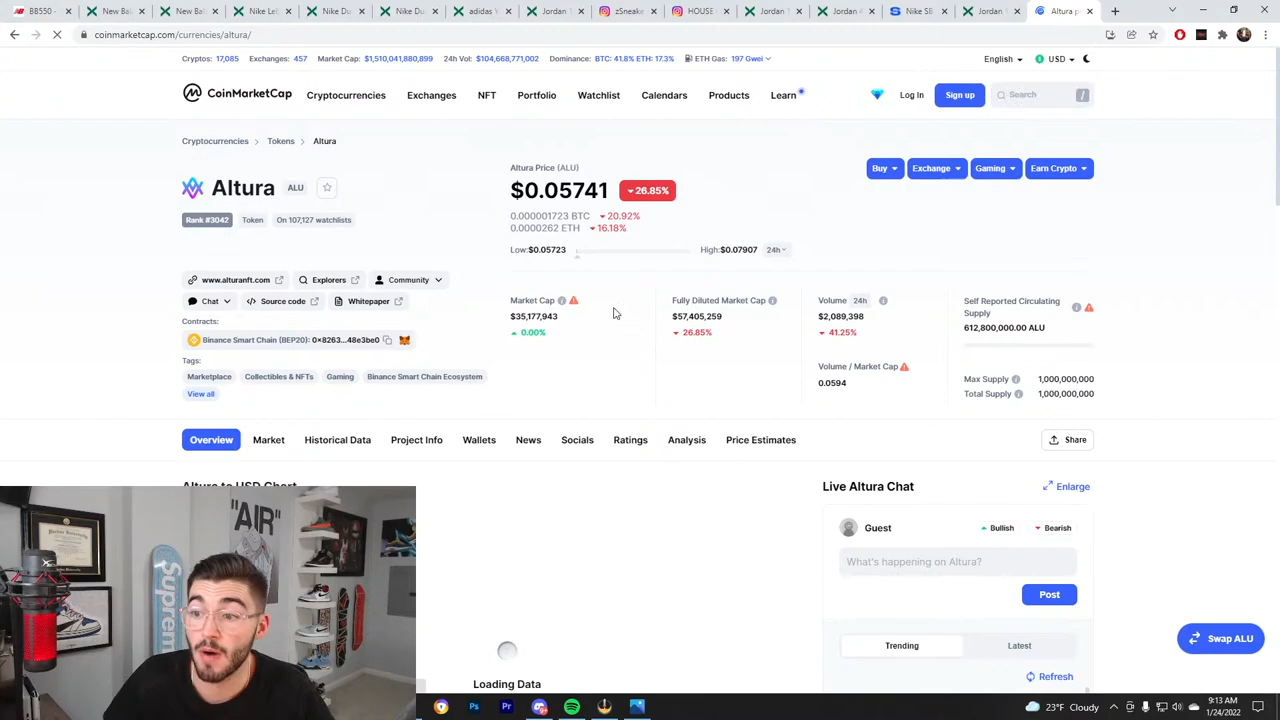 BB550 -
New Ba
HOUSE
coinmarketcap.com/currencies/altura/
Cryptos: 17,085 Exchanges: 457 Market Cap: $1,510,041,880,899 24h Vol: $104,668,771,002 Dominance: BTC: 41.8% ETH: 17.3% ETH Gas: 197 Gwei
English USD
CoinMarketCap
Cryptocurrencies Exchanges NFT Portfolio Watchlist Calendars Products Learn
Log In Sign up Search /
Cryptocurrencies > Tokens > Altura
Altura ALU
Rank #3042 Token On 107,127 watchlists
www.alturanft.com Explorers Community
Chat Source code Whitepaper
Contracts:
Binance Smart Chain (BEP20): 0x8263...48e3be0
Tags:
Marketplace Collectibles & NFTs Gaming Binance Smart Chain Ecosystem
View all
Altura Price (ALU)
$0.05741 26.85%
0.000001723 BTC 20.92%
0.0000262 ETH 16.18%
Low:$0.05723 High:$0.07907 24h
Buy Exchange Gaming Earn Crypto
Market Cap
$35,177,943
0.00%
Fully Diluted Market Cap
$57,405,259
26.85%
Volume 24h
$2,089,398
41.25%
Volume / Market Cap
0.0594
Self Reported Circulating
Supply
612,800,000.00 ALU
Max Supply 1,000,000,000
Total Supply 1,000,000,000
Overview Market Historical Data Project Info Wallets News Socials Ratings Analysis Price Estimates
Share
Altura to USD Chart
Loading Data
Live Altura Chat Enlarge
Guest Bullish Bearish
What's happening on Altura?
Post
Trending Latest
Refresh
Swap ALU
"AIR"
Supreme
23°F Cloudy
9:13 AM
1/24/2022